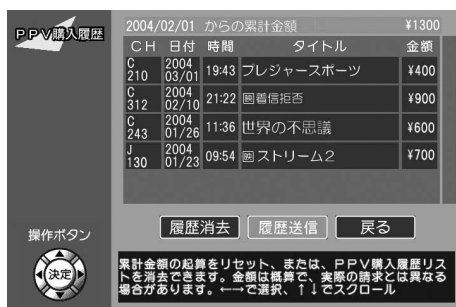 PPV購入履歴
2004/02/01 からの累計金額 ¥1300
CH 日付 時間 タイトル 金額
C 210 2004 03/01 19:43 プレジャースポーツ ¥400
C 312 2004 02/10 21:22 着信拒否 ¥900
C 243 2004 01/26 11:36 世界の不思議 ¥600
J 130 2004 01/23 09:54 ストリーム2 ¥700
履歴消去 履歴送信 戻る
操作ボタン
決定
累計金額の起算をリセット、または、PPV購入履歴リス
トを消去できます。金額は概算で、実際の請求とは異なる
場合があります。←→で選択、↑↓でスクロール